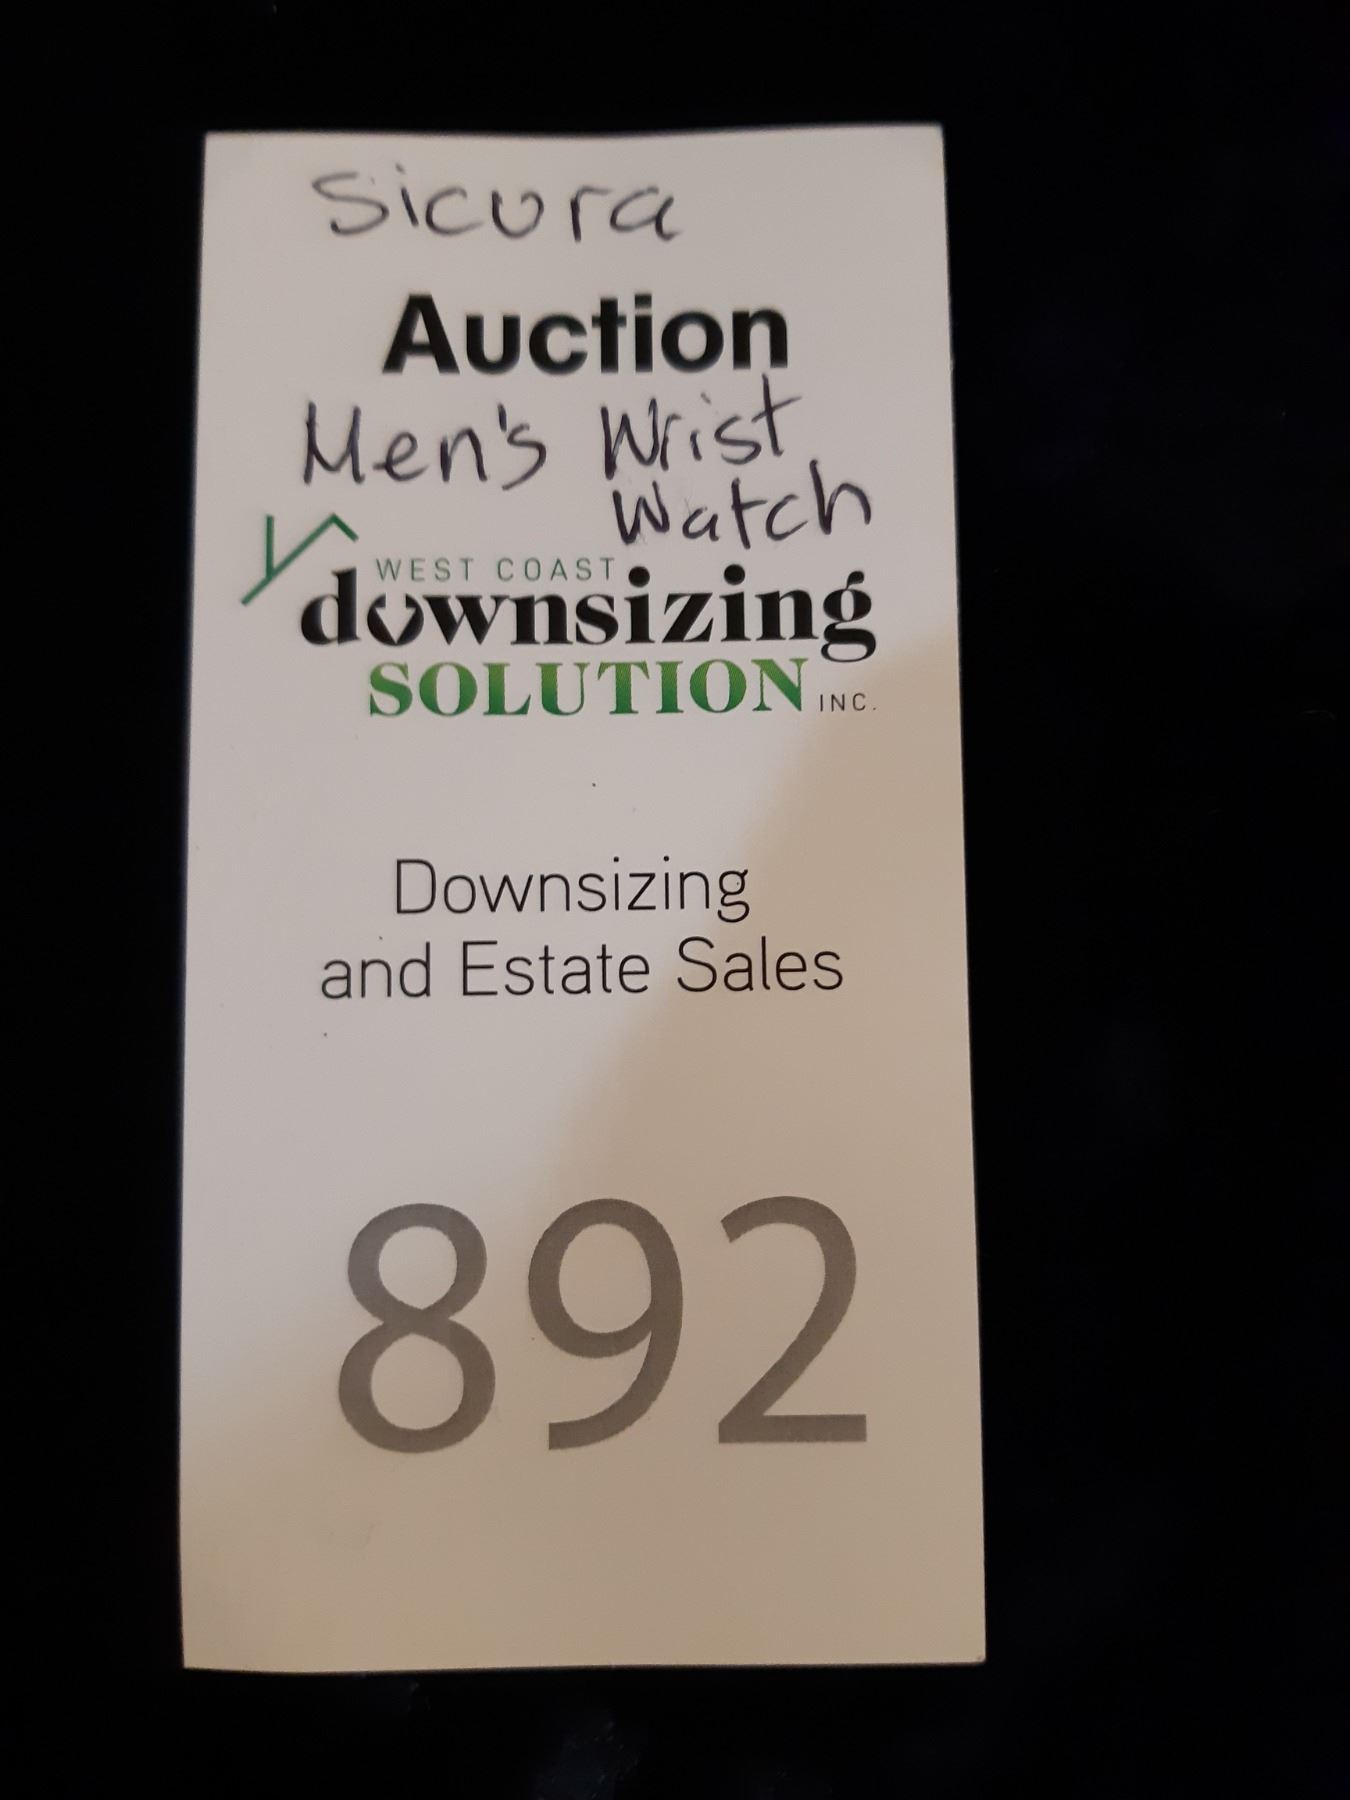 Sicura
Auction
Men's Wrist
Watch
WEST COAST
downsizing
SOLUTION INC.
Downsizing
and Estate Sales
892